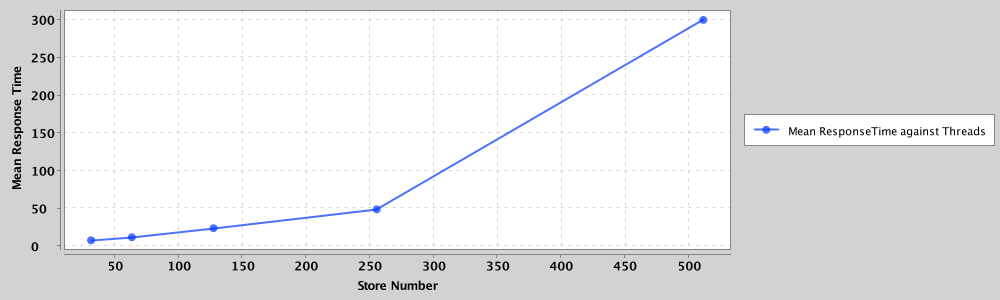 300
250
200
150
100
50
0
Mean Response Time
50 100 150 200 250 300 350 400 450 500
Store Number
Mean ResponseTime against Threads